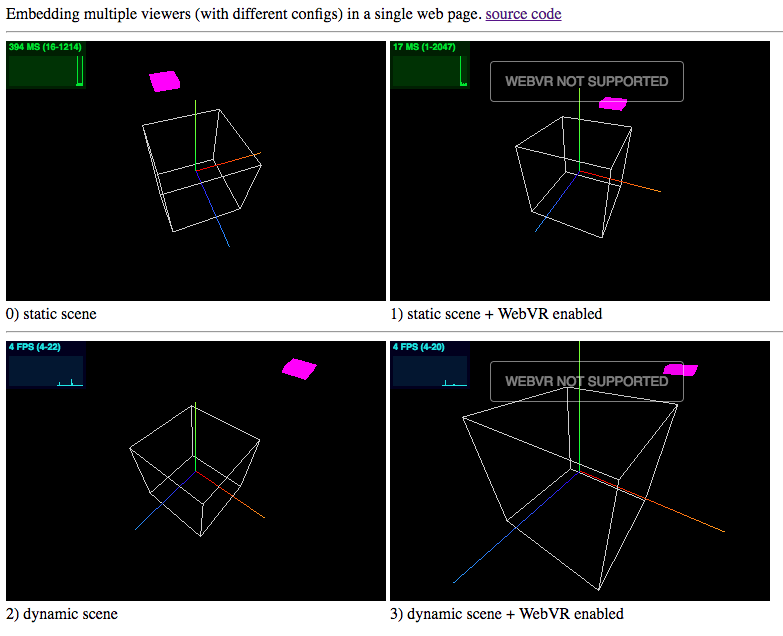 Embedding multiple viewers (with different configs) in a single web page. source code
394 MS (16-1214)
17 MS (1-2047)
WEBVR NOT SUPPORTED
0) static scene
1) static scene + WebVR enabled
4 FPS (4-22)
4 FPS (4-20)
WEBVR NOT SUPPORTED
2) dynamic scene
3) dynamic scene + WebVR enabled